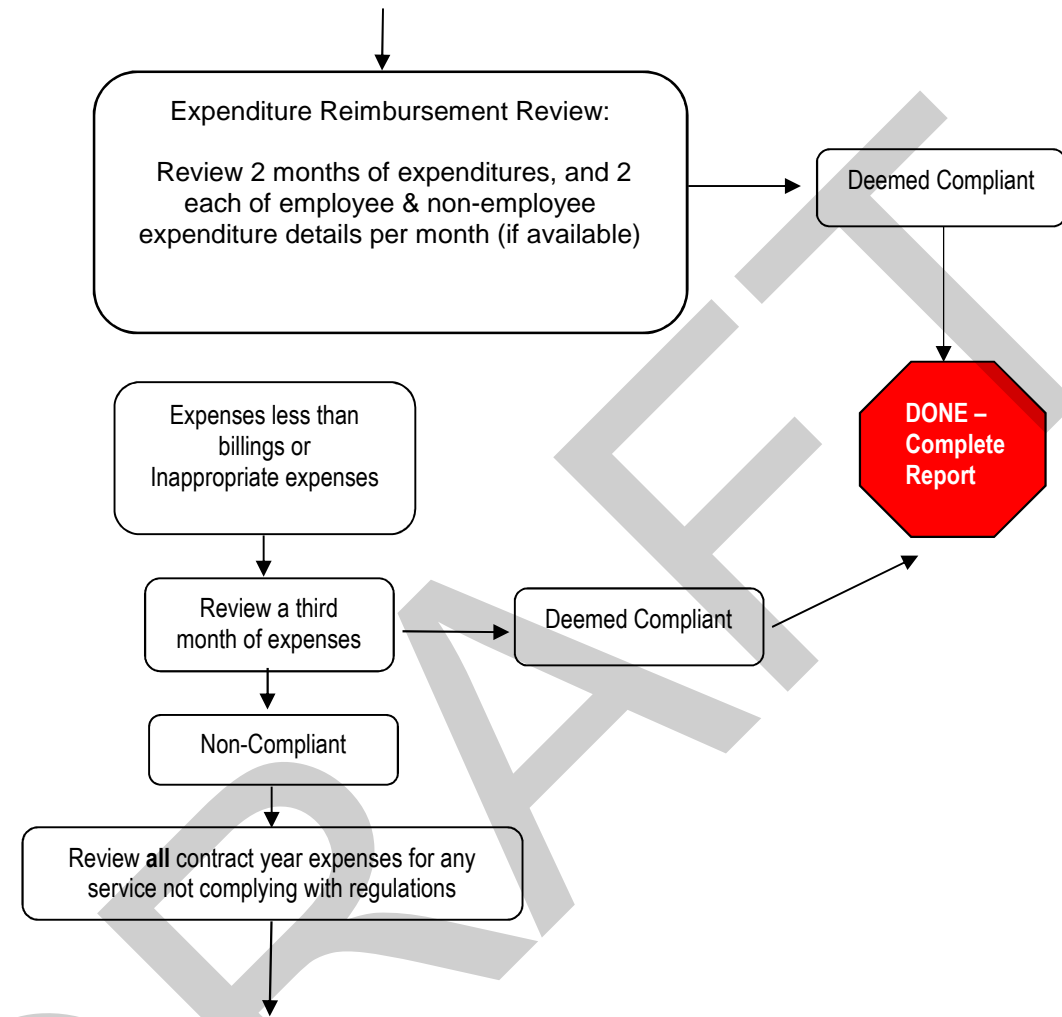 Expenditure Reimbursement Review:
Review 2 months of expenditures, and 2
each of employee & non-employee
expenditure details per month (if available)
Deemed Compliant
DONE –
Complete
Report
Expenses less than
billings or
Inappropriate expenses
Review a third
month of expenses
Deemed Compliant
Non-Compliant
Review all contract year expenses for any
service not complying with regulations
DRAFT